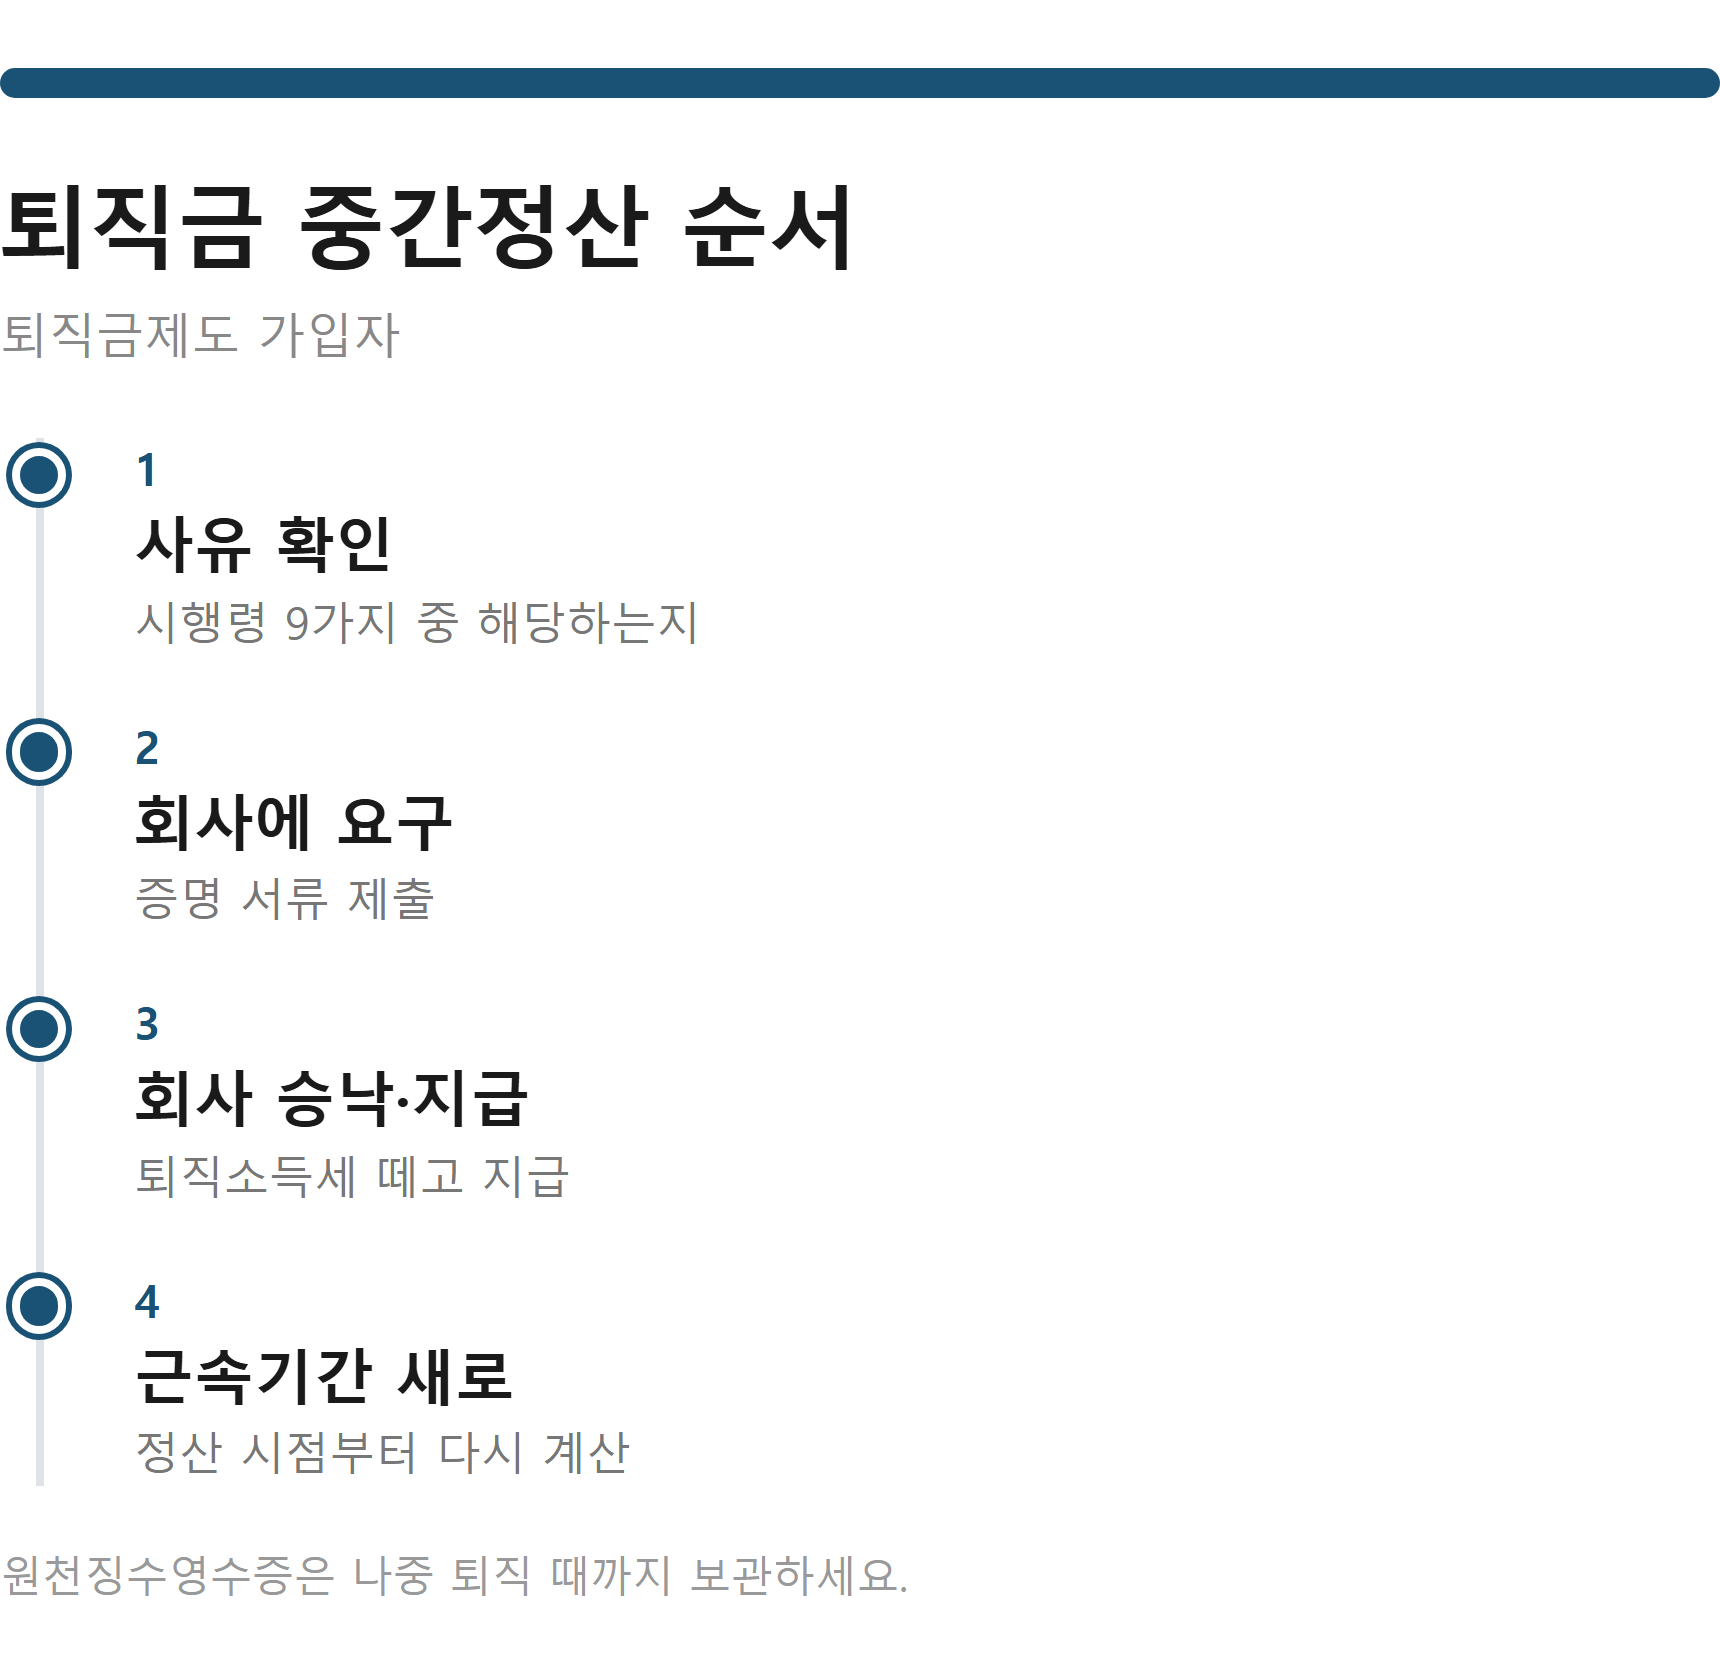 퇴직금 중간정산 순서
퇴직금제도 가입자
1
사유 확인
시행령 9가지 중 해당하는지
2
회사에 요구
증명 서류 제출
3
회사 승낙·지급
퇴직소득세 떼고 지급
4
근속기간 새로
정산 시점부터 다시 계산
원천징수영수증은 나중 퇴직 때까지 보관하세요.